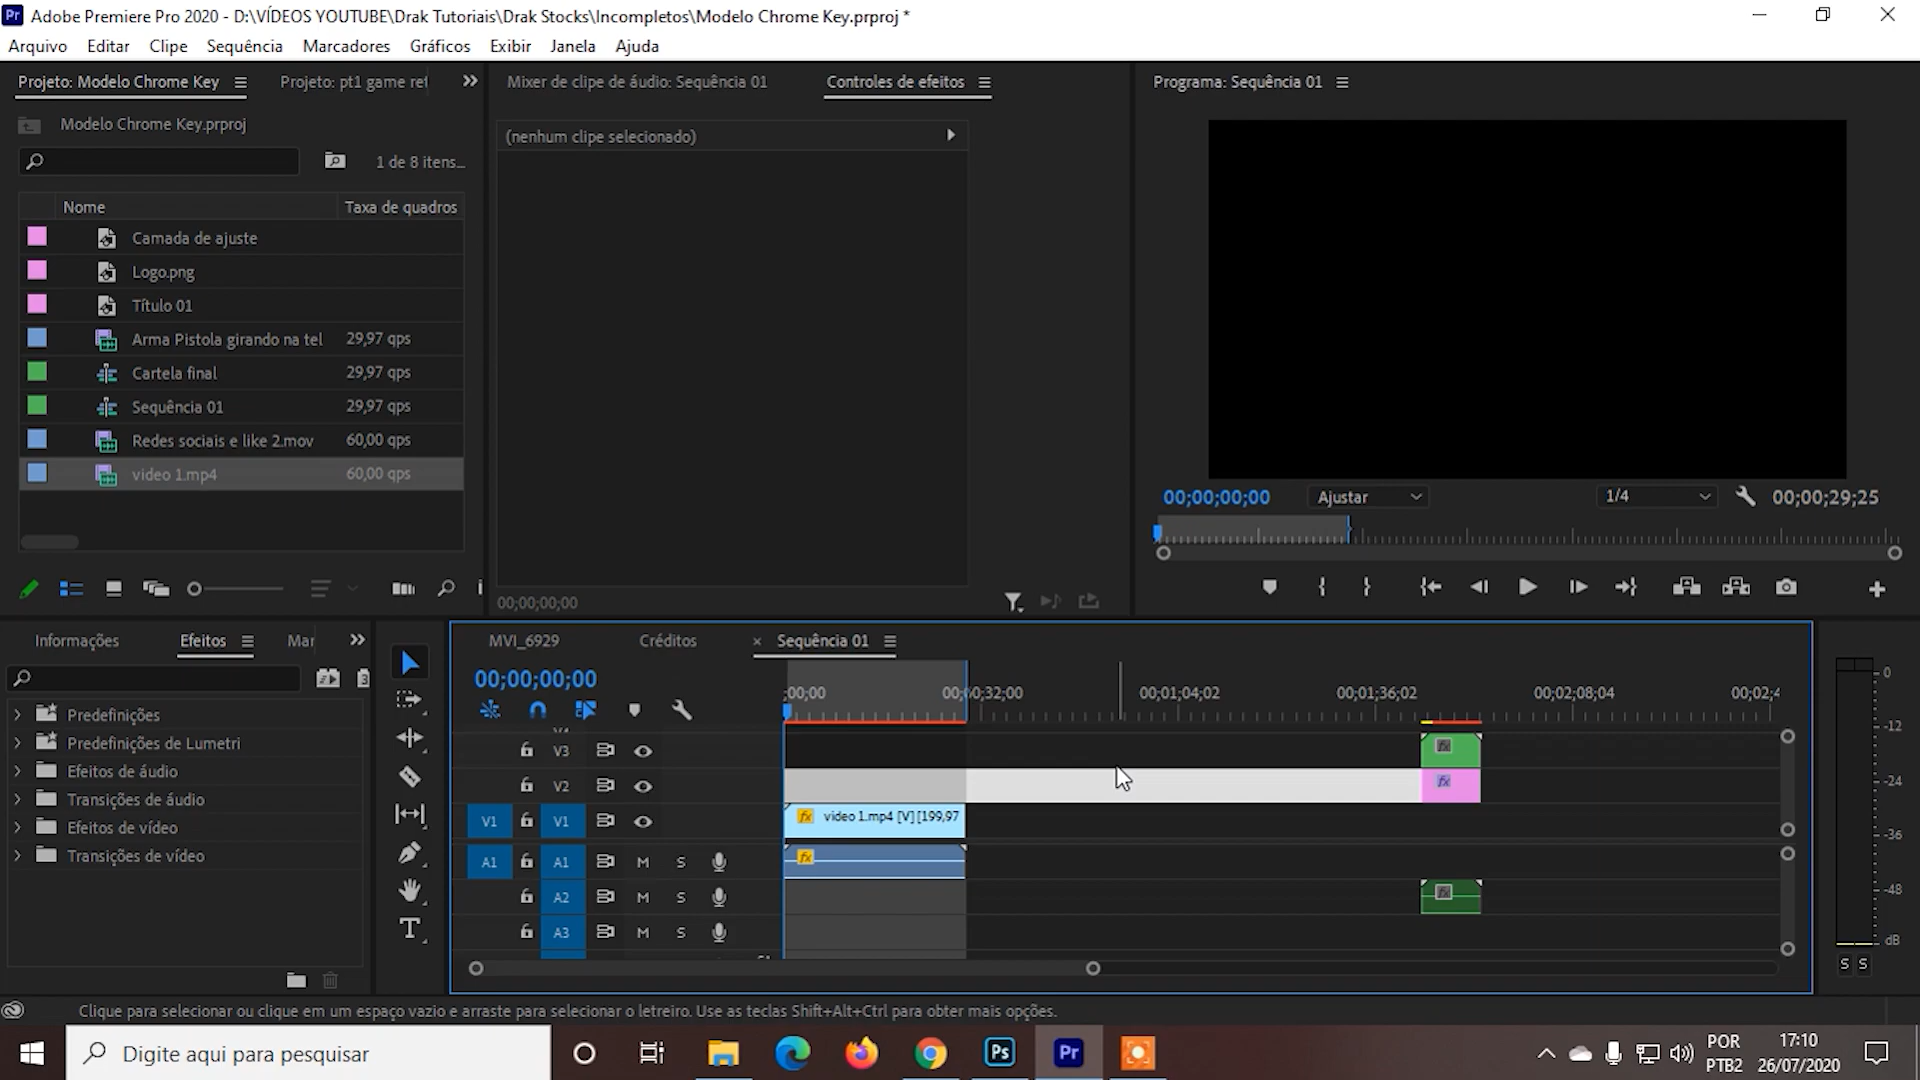 Adobe Premiere Pro 2020 - D:\VÍDEOS YOUTUBE\Drak Tutoriais\Drak Stocks\Incompletos\Modelo Chrome Key.prproj *
Arquivo Editar Clipe Sequência Marcadores Gráficos Exibir Janela Ajuda
Projeto: Modelo Chrome Key
Projeto: pt1 game ret
Modelo Chrome Key.prproj
1 de 8 itens...
Nome Taxa de quadros
Camada de ajuste
Logo.png
Título 01
Arma Pistola girando na tel 29,97 qps
Cartela final 29,97 qps
Sequência 01 29,97 qps
Redes sociais e like 2.mov 60,00 qps
video 1.mp4 60,00 qps
Mixer de clipe de áudio: Sequência 01
Controles de efeitos
(nenhum clipe selecionado)
00;00;00;00
Programa: Sequência 01
00;00;00;00 Ajustar 1/4 00;00;29;25
Informações Efeitos Mar
Predefinições
Predefinições de Lumetri
Efeitos de áudio
Transições de áudio
Efeitos de vídeo
Transições de vídeo
MVI_6929 Créditos × Sequência 01
00;00;00;00
;00;00 00;00;32;00 00;01;04;02 00;01;36;02 00;02;08;04 00;02;4
V3 fx
V2 fx
V1 V1 fx video 1.mp4 [V] [199,97
A1 A1 M S fx
A2 M S fx
A3 M S
0
-12
-24
-36
-48
dB
S S
Clique para selecionar ou clique em um espaço vazio e arraste para selecionar o letreiro. Use as teclas Shift+Alt+Ctrl para obter mais opções.
Digite aqui para pesquisar
Ps
Pr
POR
PTB2
17:10
26/07/2020